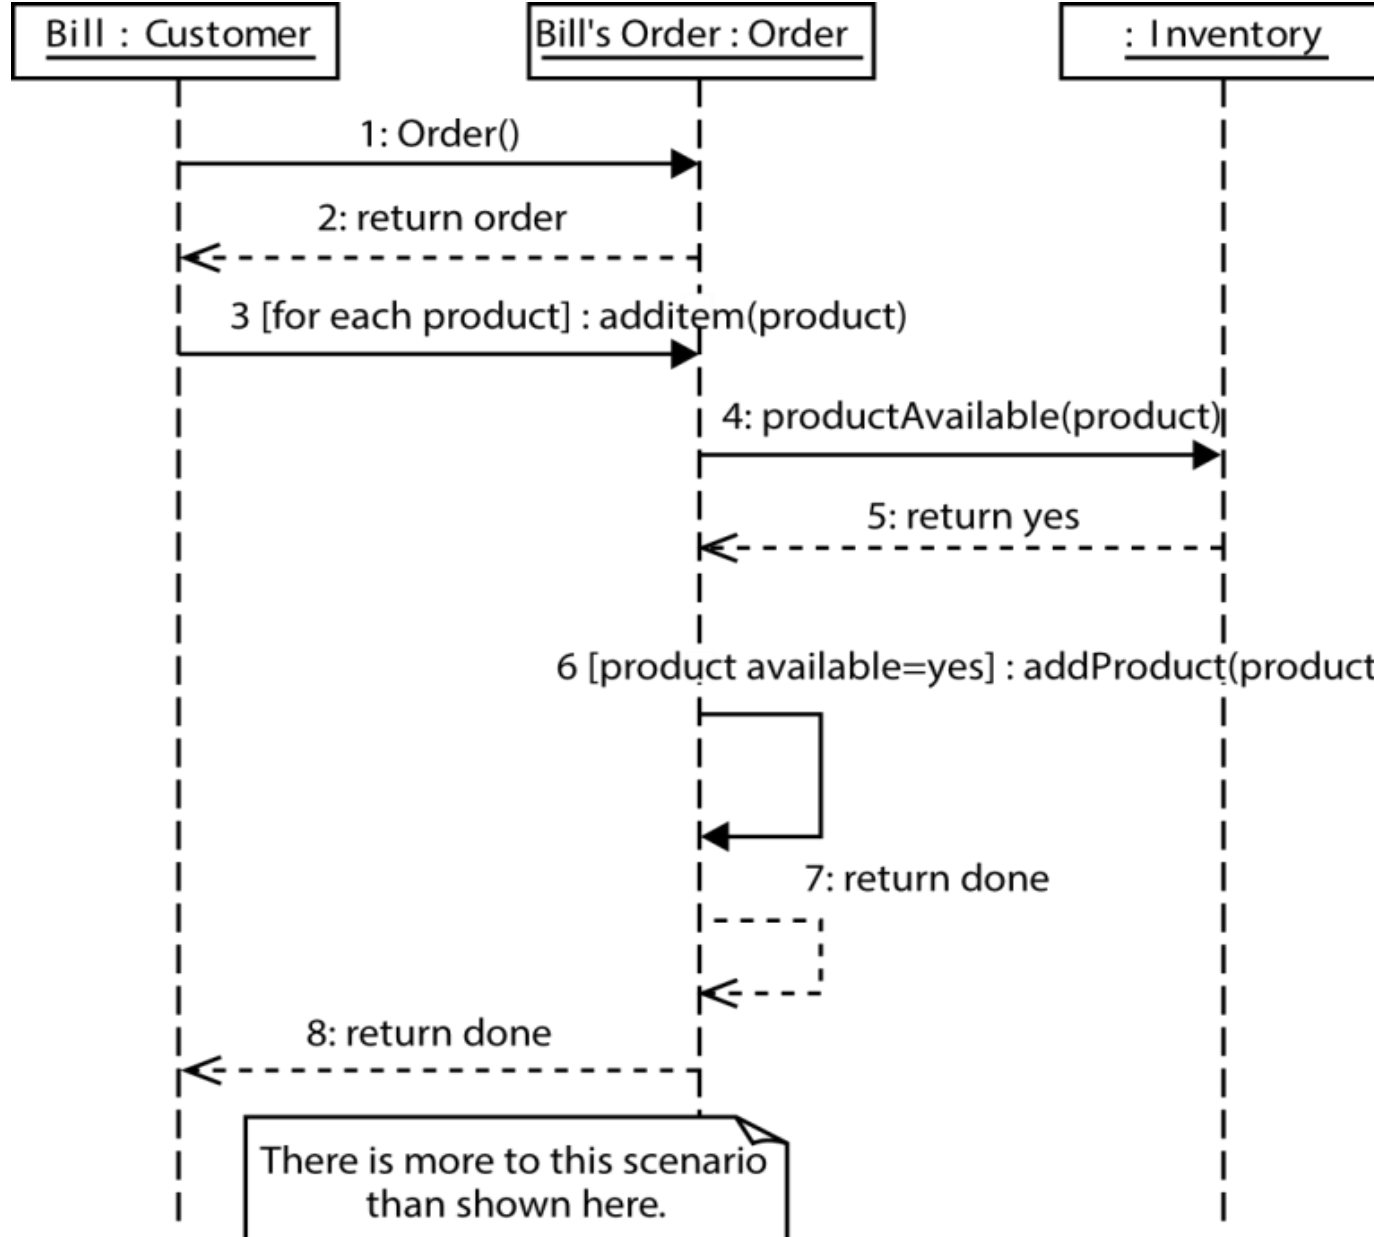 Bill : Customer
Bill's Order : Order
: Inventory
1: Order()
2: return order
3 [for each product] : additem(product)
4: productAvailable(product)
5: return yes
6 [product available=yes] : addProduct(product
7: return done
8: return done
There is more to this scenario
than shown here.